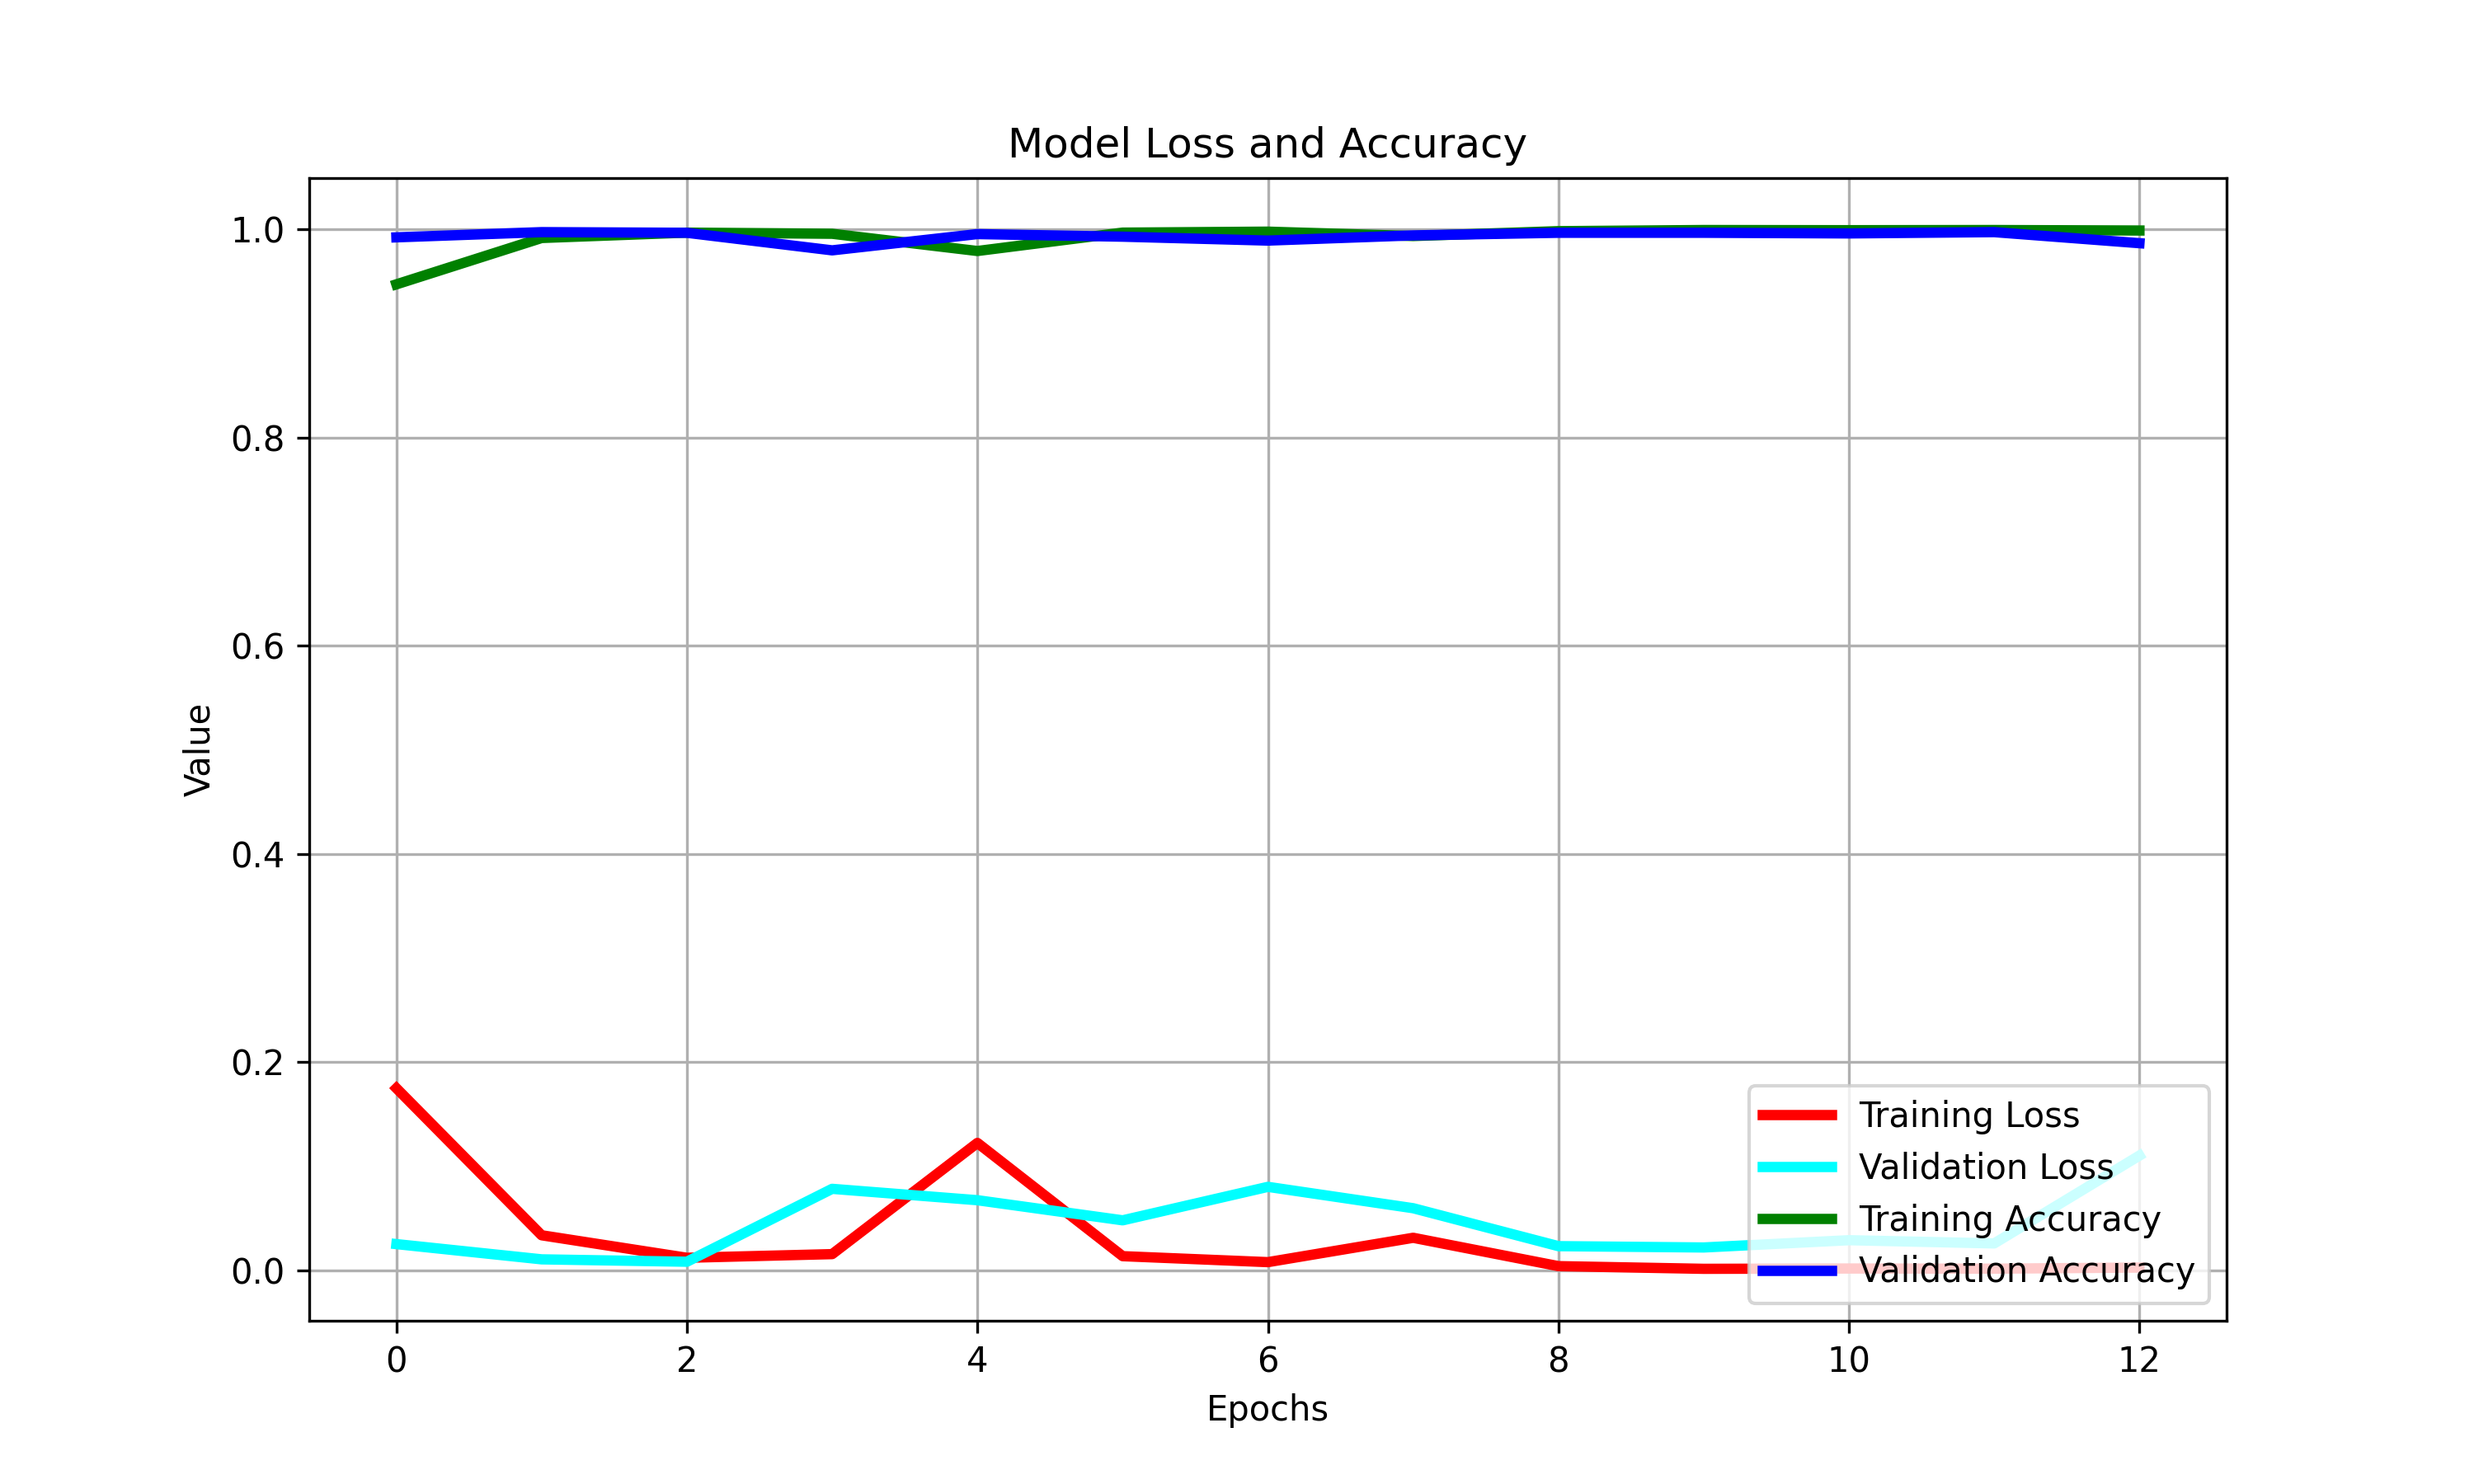 Model Loss and Accuracy
1.0
0.8
0.6
0.4
0.2
0.0
Value
Training Loss
Validation Loss
Training Accuracy
Validation Accuracy
0 2 4 6 8 10 12
Epochs